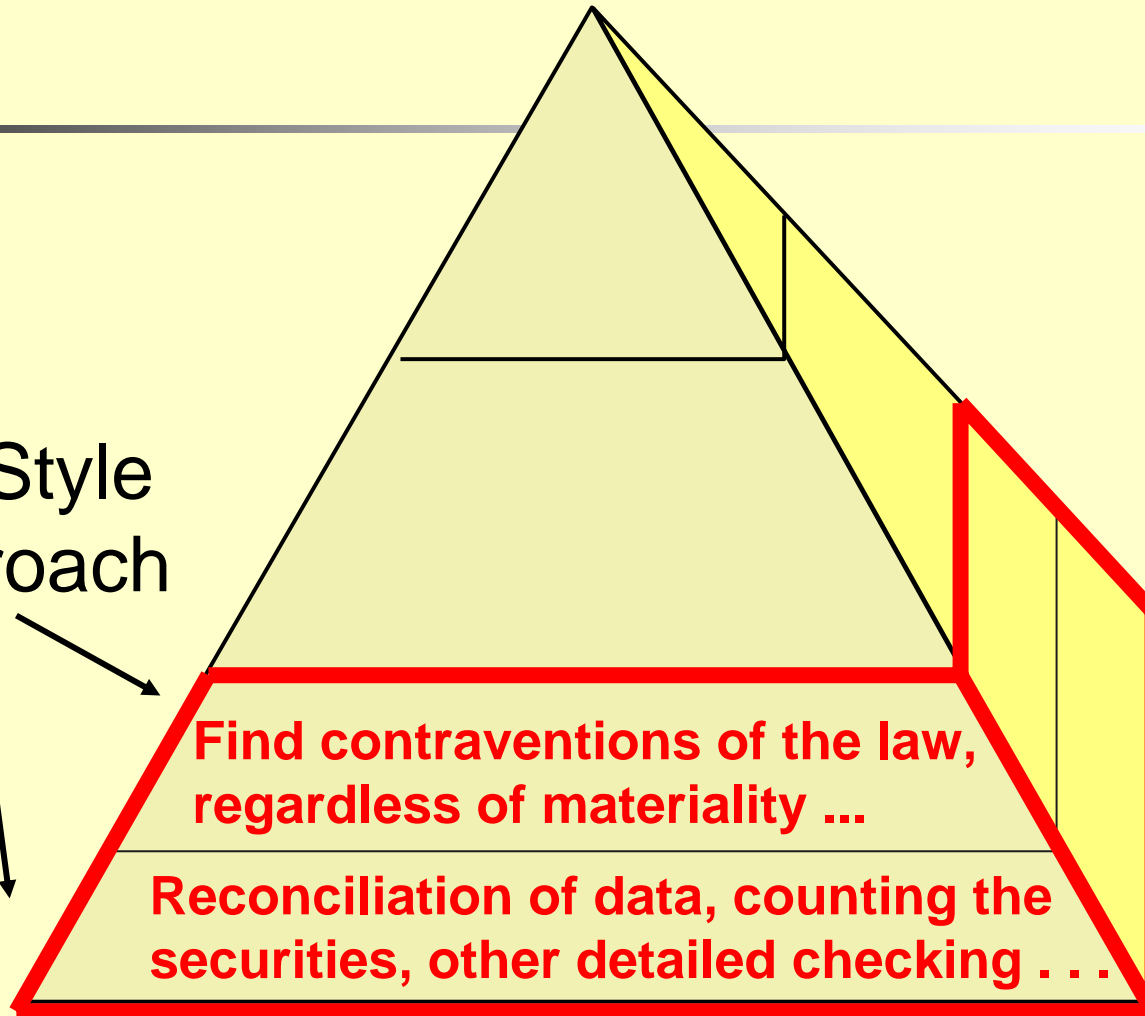 Style
roach
Find contraventions of the law,
regardless of materiality ...
Reconciliation of data, counting the
securities, other detailed checking . . .